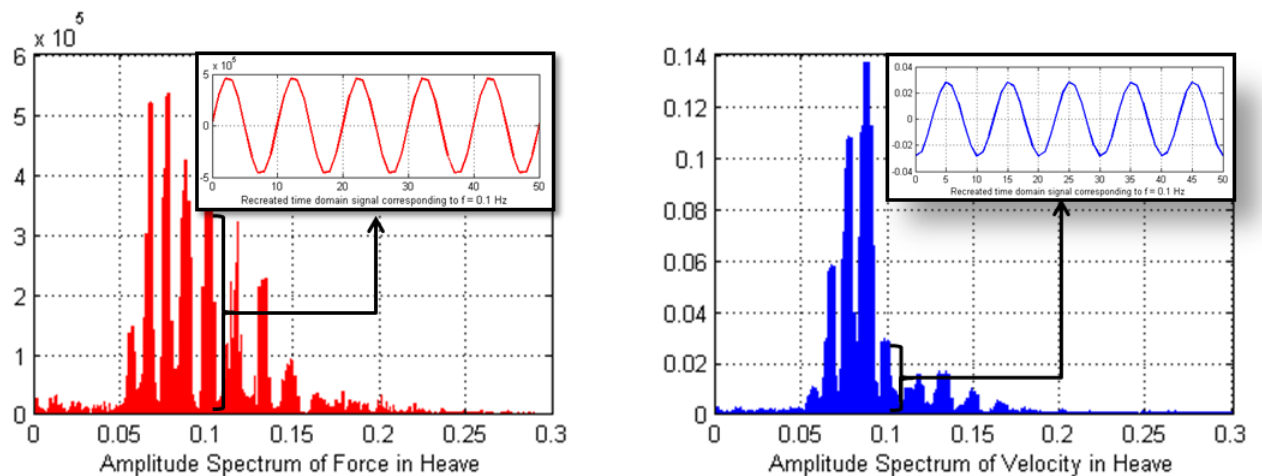 x 10^5
6
5
4
3
2
1
0
0 0.05 0.1 0.15 0.2 0.25 0.3
Amplitude Spectrum of Force in Heave
x 10^5
5
0
-5
0 10 20 30 40 50
Recreated time domain signal corresponding to f = 0.1 Hz
0.14
0.12
0.1
0.08
0.06
0.04
0.02
0
0 0.05 0.1 0.15 0.2 0.25 0.3
Amplitude Spectrum of Velocity in Heave
0.04
0.02
0
-0.02
-0.04
0 5 10 15 20 25 30 35 40 45 50
Recreated time domain signal corresponding to f = 0.1 Hz